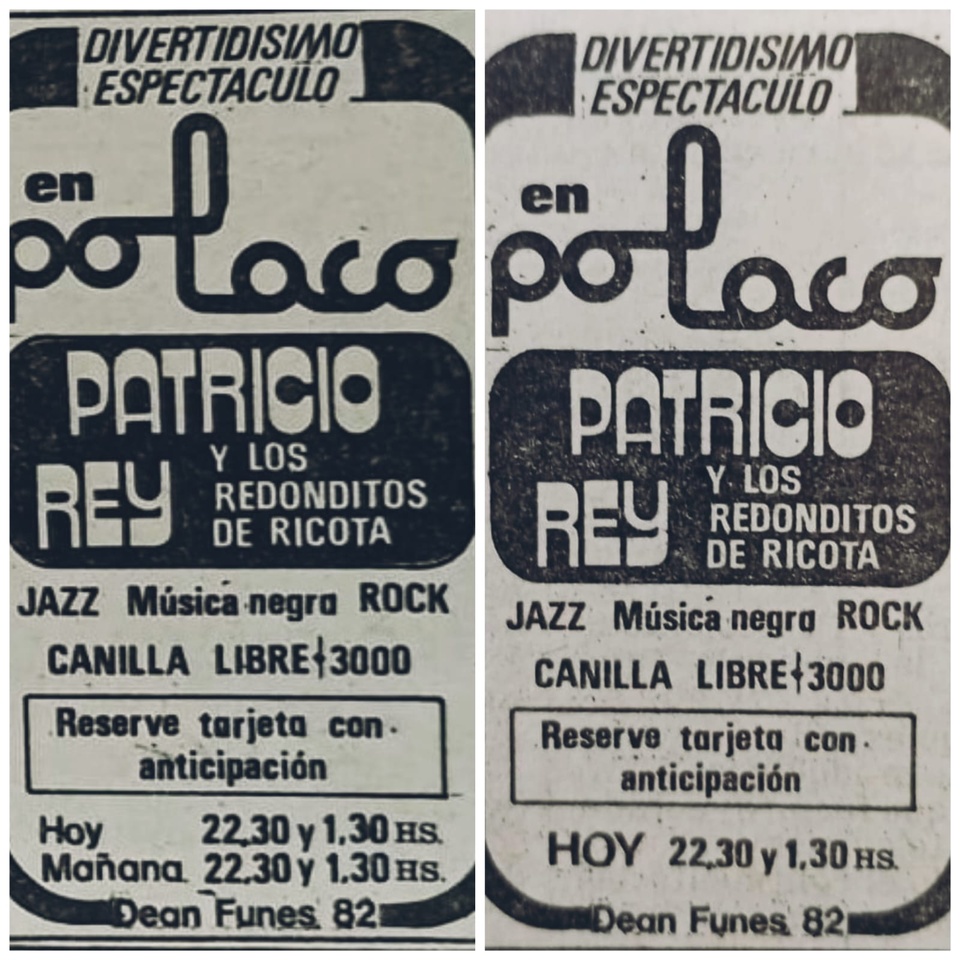 DIVERTIDISIMO
ESPECTACULO
en
polaco
PATRICIO
REY
Y LOS
REDONDITOS
DE RICOTA
JAZZ Música negra ROCK
CANILLA LIBRE $3000
Reserve tarjeta con
anticipación
Hoy 22,30 y 1,30 HS.
Mañana 22,30 y 1,30 HS.
Dean Funes 82
DIVERTIDISIMO
ESPECTACULO
en
polaco
PATRICIO
REY
Y LOS
REDONDITOS
DE RICOTA
JAZZ Música negra ROCK
CANILLA LIBRE $3000
Reserve tarjeta con
anticipación
HOY 22,30 y 1,30 HS.
Dean Funes 82